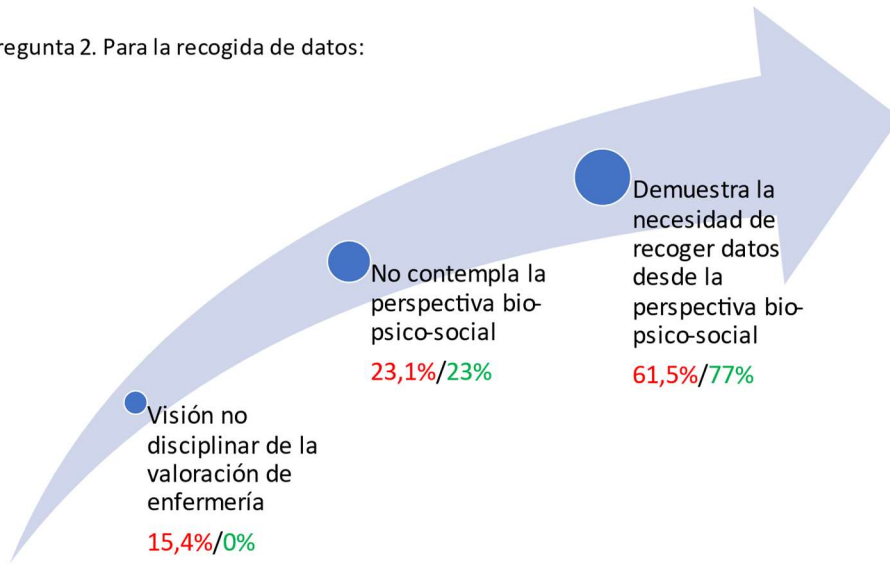 regunta 2. Para la recogida de datos:
Demuestra la
necesidad de
recoger datos
desde la
perspectiva bio-
psico-social
61,5%/77%
No contempla la
perspectiva bio-
psico-social
23,1%/23%
Visión no
disciplinar de la
valoración de
enfermería
15,4%/0%